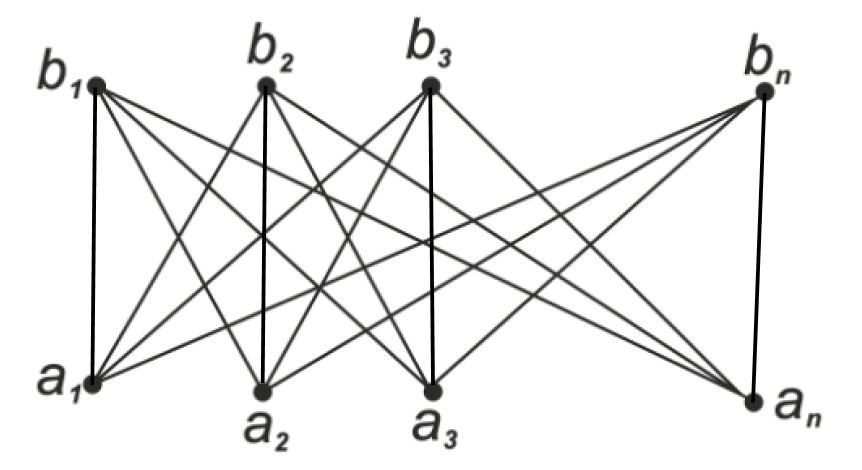 b₁ b₂ b₃ bₙ
a₁ a₂ a₃ aₙ